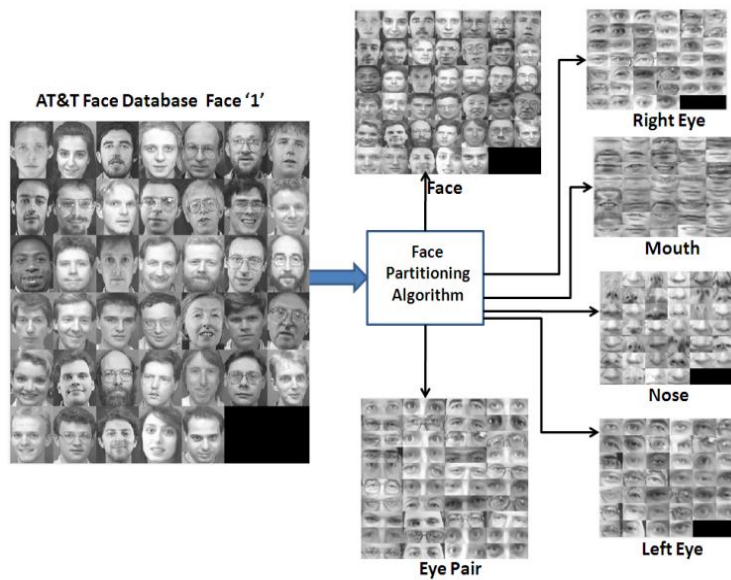 AT&T Face Database Face ‘1’
Face
Right Eye
Mouth
Face
Partitioning
Algorithm
Nose
Left Eye
Eye Pair